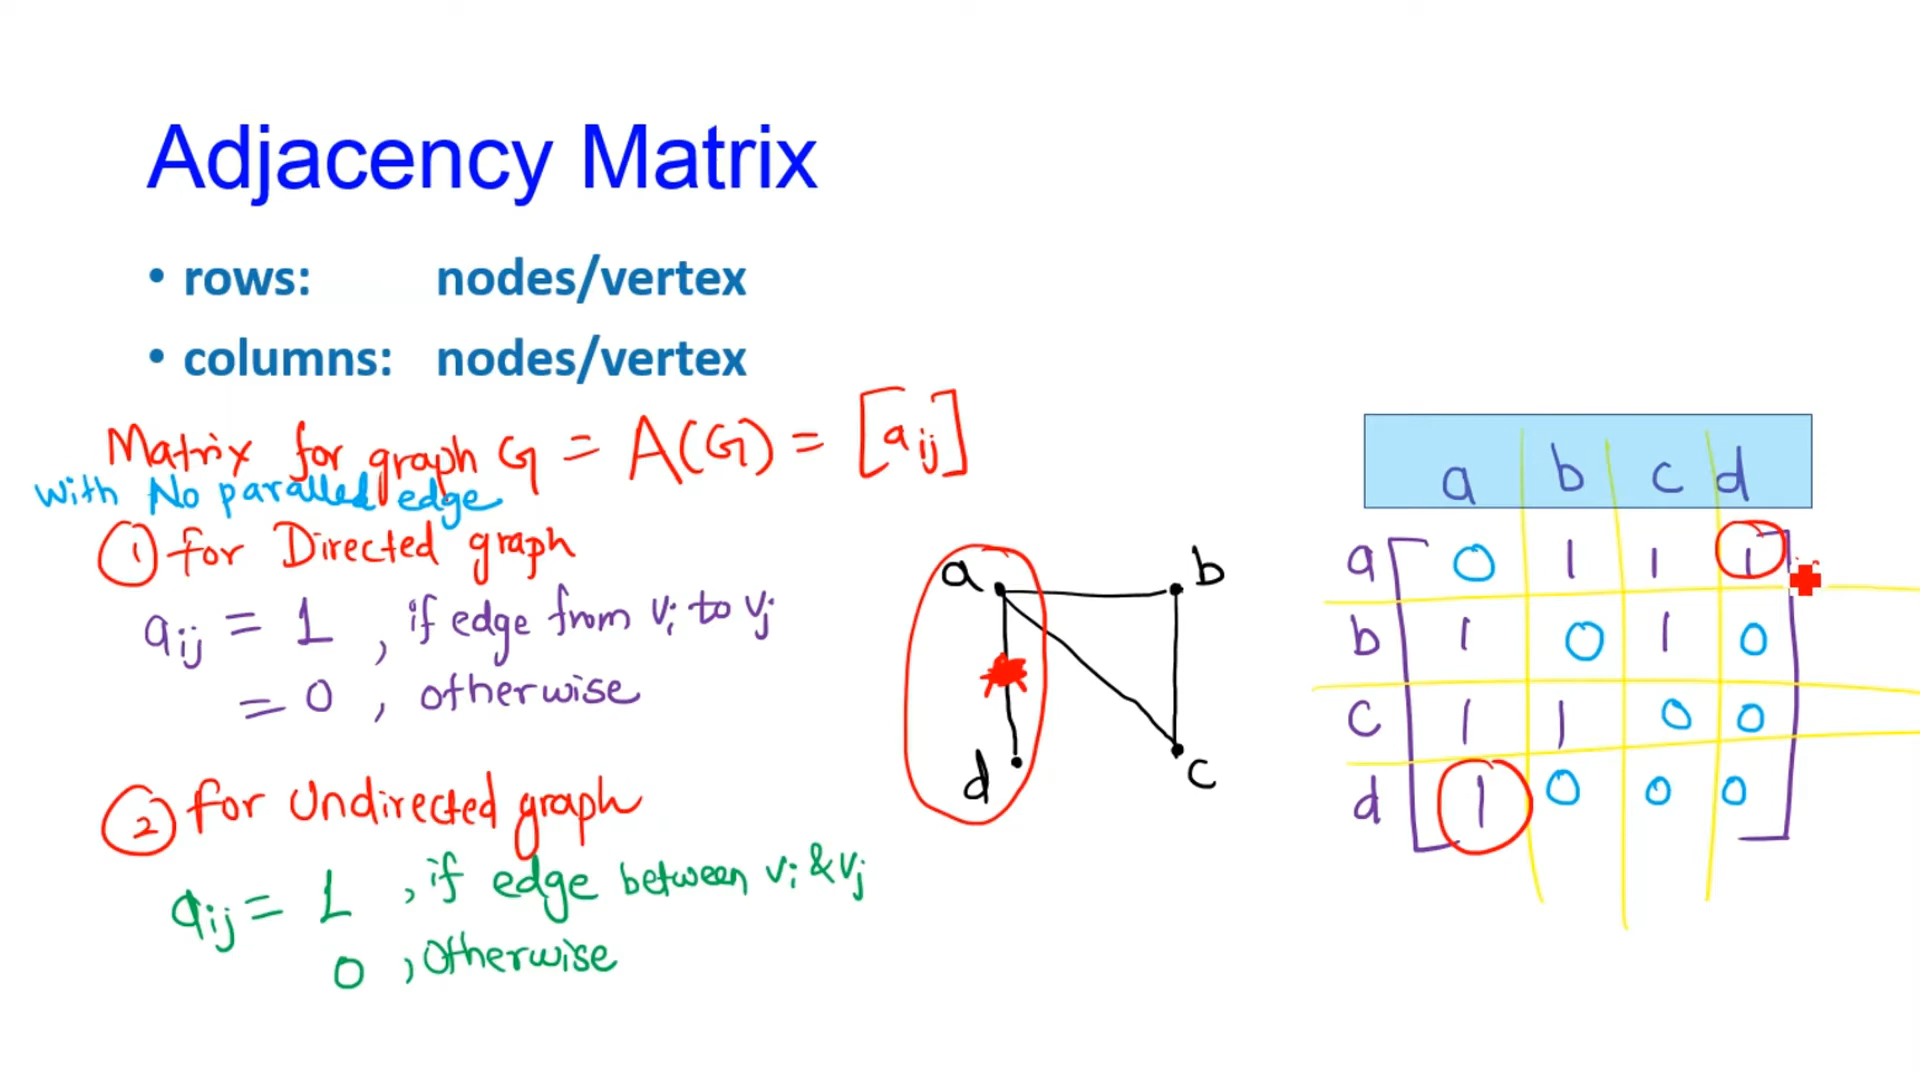 Adjacency Matrix
• rows: nodes/vertex
• columns: nodes/vertex
Matrix for graph G = A(G) = [aij]
with No paralled edge
① for Directed graph
aij = 1 , if edge from vi to vj
= 0 , otherwise
② for Undirected graph
aij = 1 , if edge between vi & vj
0 , Otherwise
a b
d c
a b c d
a 0 1 1 1
b 1 0 1 0
c 1 1 0 0
d 1 0 0 0